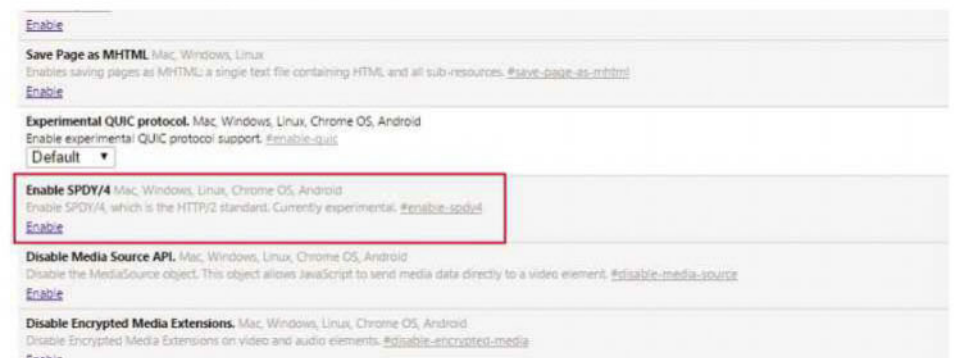 Enable
Save Page as MHTML Mac, Windows, Linux
Enables saving pages as MHTML: a single text file containing HTML and all sub-resources. #save-page-as-mhtml
Enable
Experimental QUIC protocol. Mac, Windows, Linux, Chrome OS, Android
Enable experimental QUIC protocol support. #enable-quic
Default
Enable SPDY/4 Mac, Windows, Linux, Chrome OS, Android
Enable SPDY/4, which is the HTTP/2 standard. Currently experimental. #enable-spdy4
Enable
Disable Media Source API. Mac, Windows, Linux, Chrome OS, Android
Disable the MediaSource object. This object allows JavaScript to send media data directly to a video element. #disable-media-source
Enable
Disable Encrypted Media Extensions. Mac, Windows, Linux, Chrome OS, Android
Disable Encrypted Media Extensions on video and audio elements. #disable-encrypted-media
Enable